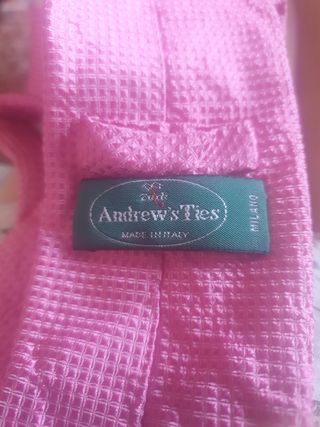 Andrew's Ties
MADE IN ITALY
MILANO